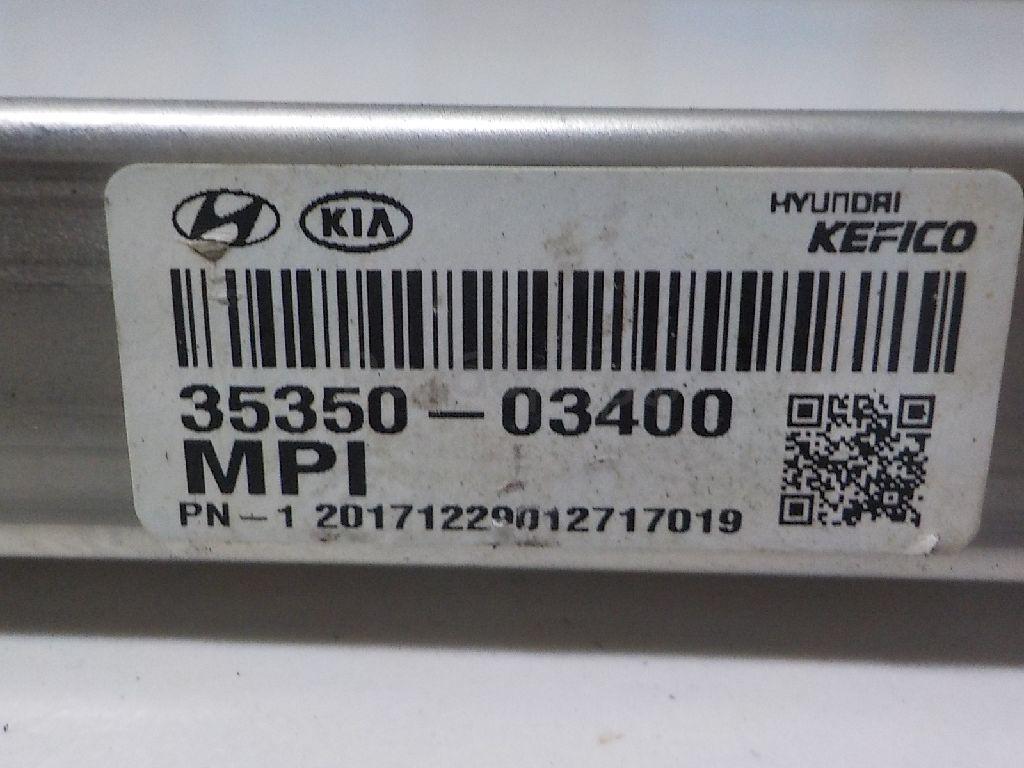 KIA
HYUNDAI
KEFICO
35350-03400
MPI
PN-1 20171229012717019